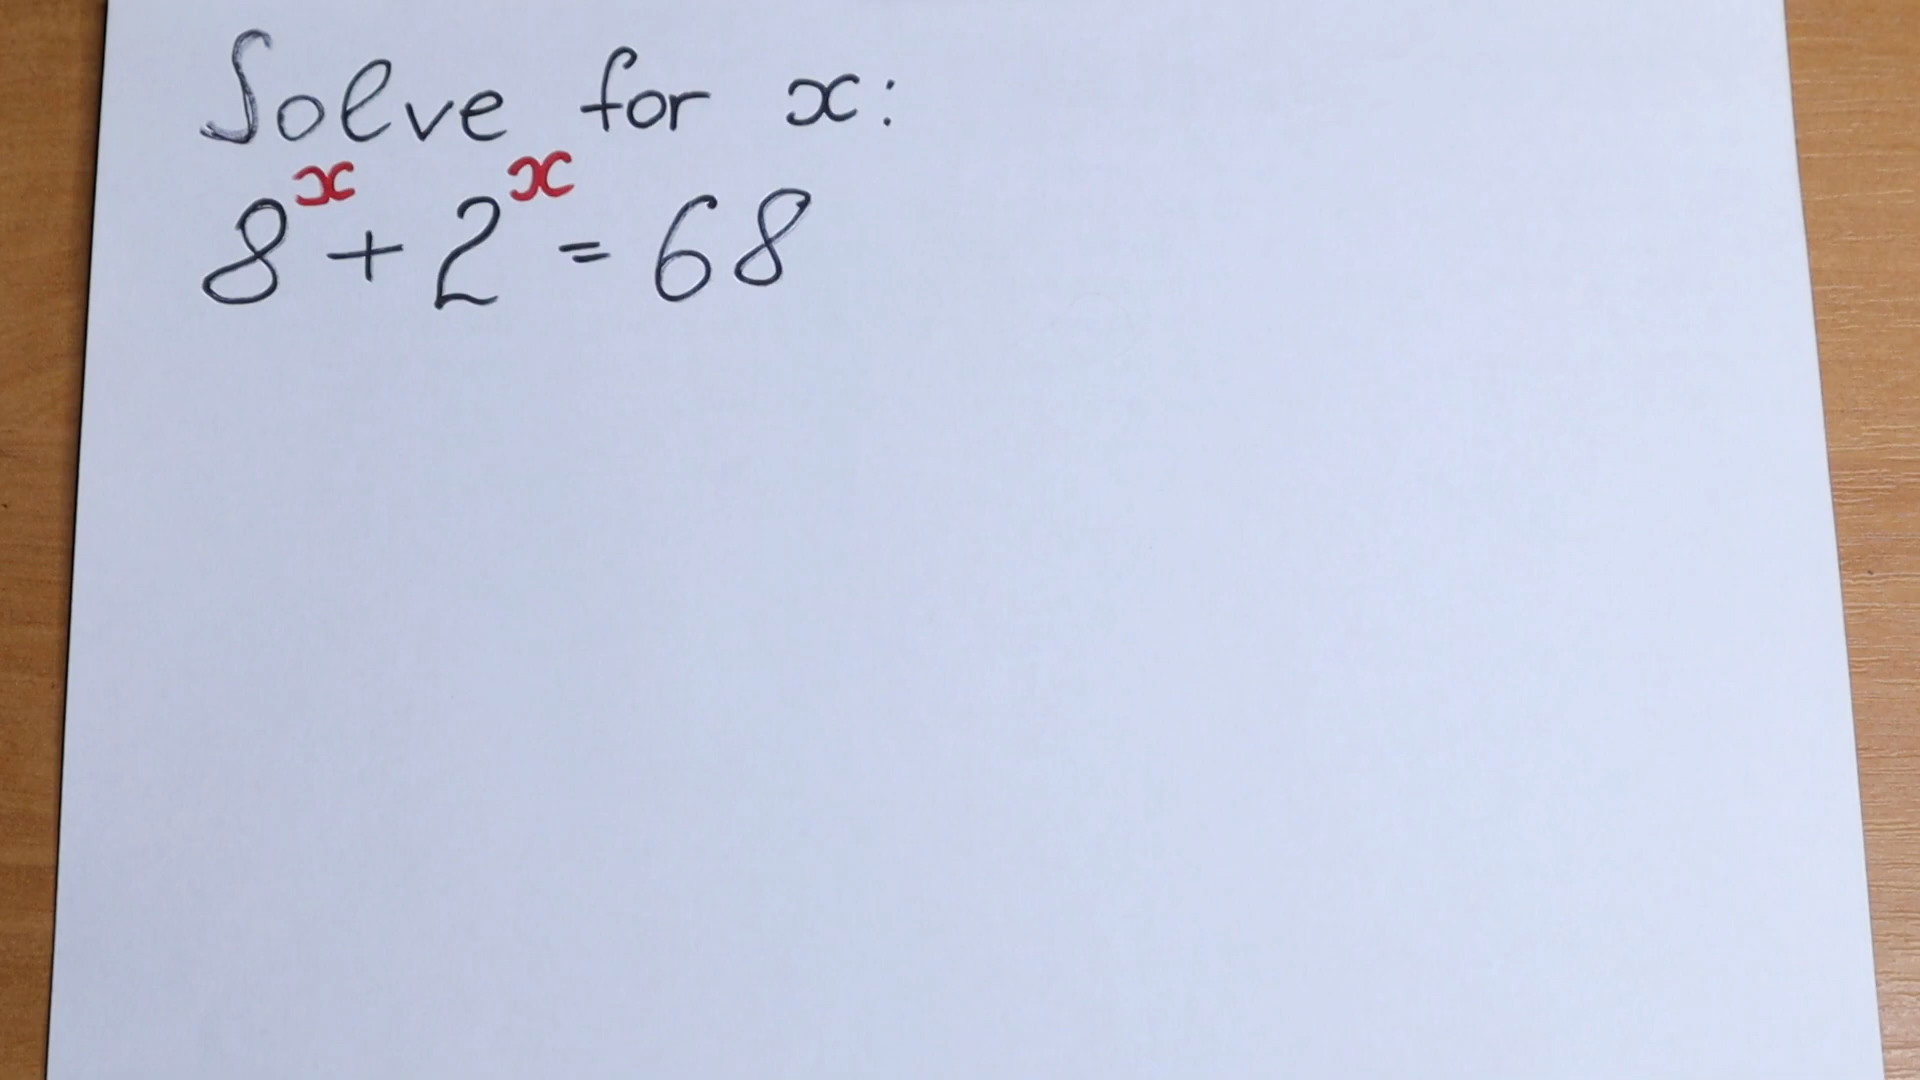 Solve for x:
8^x + 2^x = 68